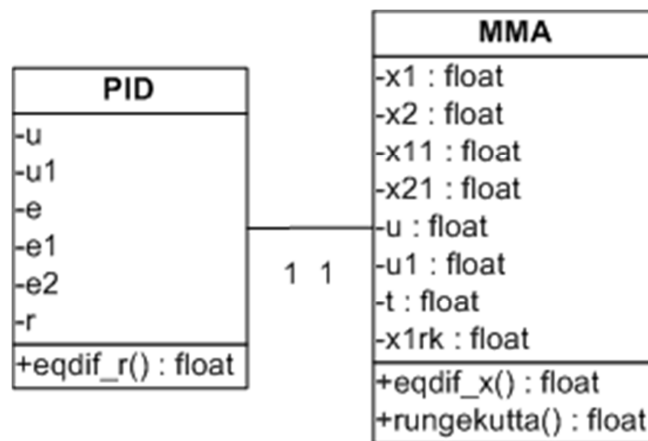 PID
-u
-u1
-e
-e1
-e2
-r
+eqdif_r() : float
1 1
MMA
-x1 : float
-x2 : float
-x11 : float
-x21 : float
-u : float
-u1 : float
-t : float
-x1rk : float
+eqdif_x() : float
+rungekutta() : float